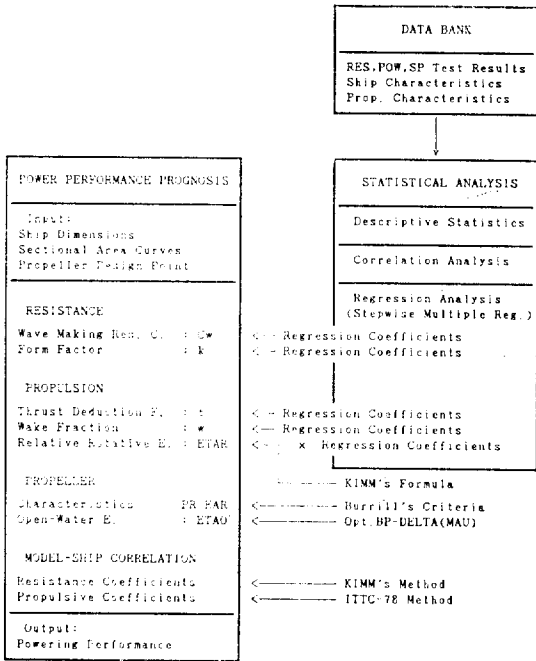 DATA BANK
RES,POW,SP Test Results
Ship Characteristics
Prop. Characteristics
POWER PERFORMANCE PROGNOSIS
Input:
Ship Dimensions
Sectional Area Curves
Propeller Design Point
RESISTANCE
Wave Making Res. C. : Cw
Form Factor : k
PROPULSION
Thrust Deduction F. : t
Wake Fraction : w
Relative Rotative E. : ETAR
PROPELLER
Characteristics PR EAR
Open-Water E. : ETAO
MODEL-SHIP CORRELATION
Resistance Coefficients
Propulsive Coefficients
Output:
Powering Performance
STATISTICAL ANALYSIS
Descriptive Statistics
Correlation Analysis
Regression Analysis
(Stepwise Multiple Reg.)
Regression Coefficients
Regression Coefficients
Regression Coefficients
Regression Coefficients
× Regression Coefficients
KIMM's Formula
Burrill's Criteria
Opt.BP-DELTA(MAU)
KIMM's Method
ITTC-78 Method